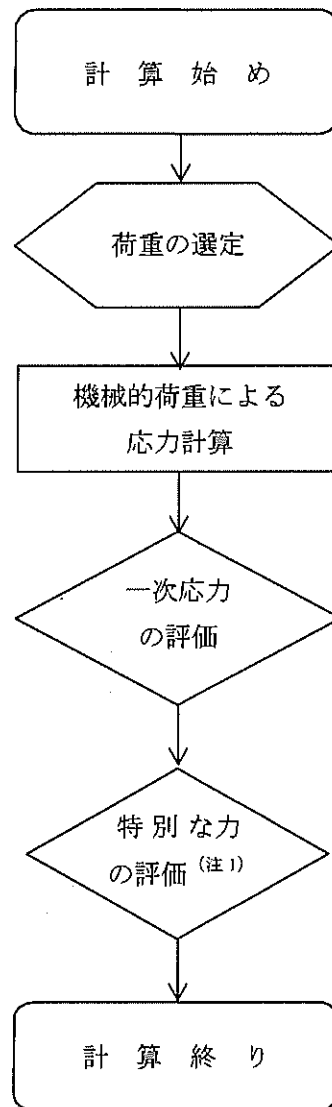 計 算 始 め
荷重の選定
機械的荷重による
応力計算
一次応力
の評価
特 別 な 力
の評価(注1)
計 算 終 り